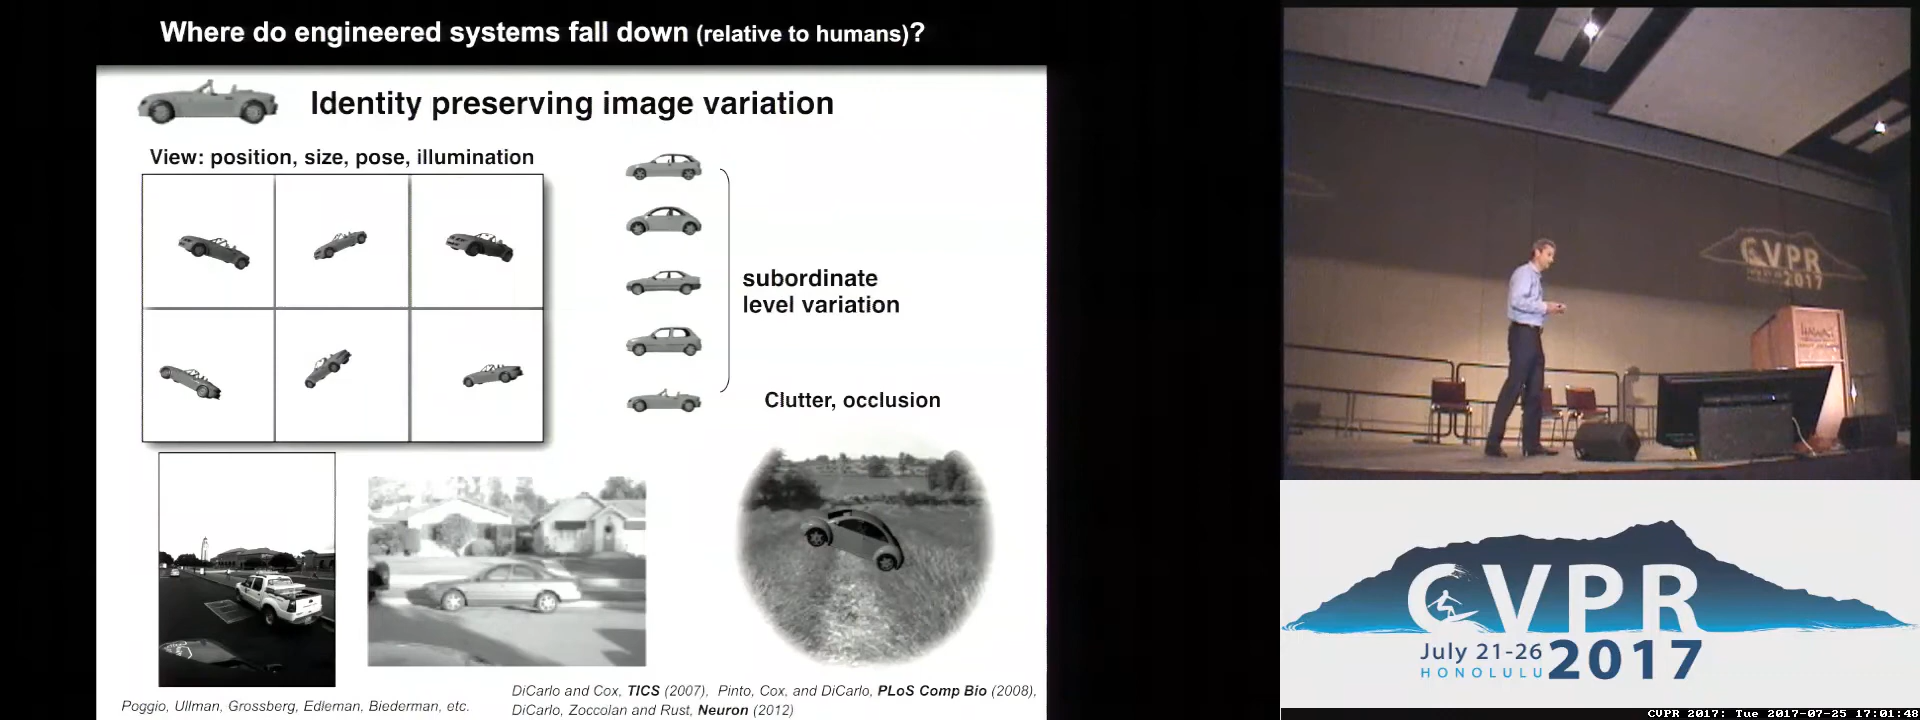 Where do engineered systems fall down (relative to humans)?
Identity preserving image variation
View: position, size, pose, illumination
subordinate
level variation
Clutter, occlusion
Poggio, Ullman, Grossberg, Edleman, Biederman, etc.
DiCarlo and Cox, TICS (2007), Pinto, Cox, and DiCarlo, PLoS Comp Bio (2008),
DiCarlo, Zoccolan and Rust, Neuron (2012)
CVPR
2017
CVPR
July 21-26
HONOLULU
2017
CVPR 2017: Tue 2017-07-25 17:01:48